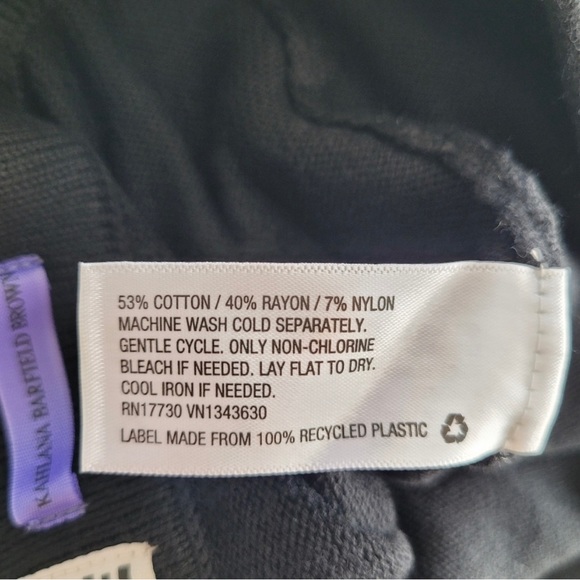 53% COTTON / 40% RAYON / 7% NYLON
MACHINE WASH COLD SEPARATELY.
GENTLE CYCLE. ONLY NON-CHLORINE
BLEACH IF NEEDED. LAY FLAT TO DRY.
COOL IRON IF NEEDED.
RN17730 VN1343630
LABEL MADE FROM 100% RECYCLED PLASTIC
KAHLANA BARFIELD BROWN